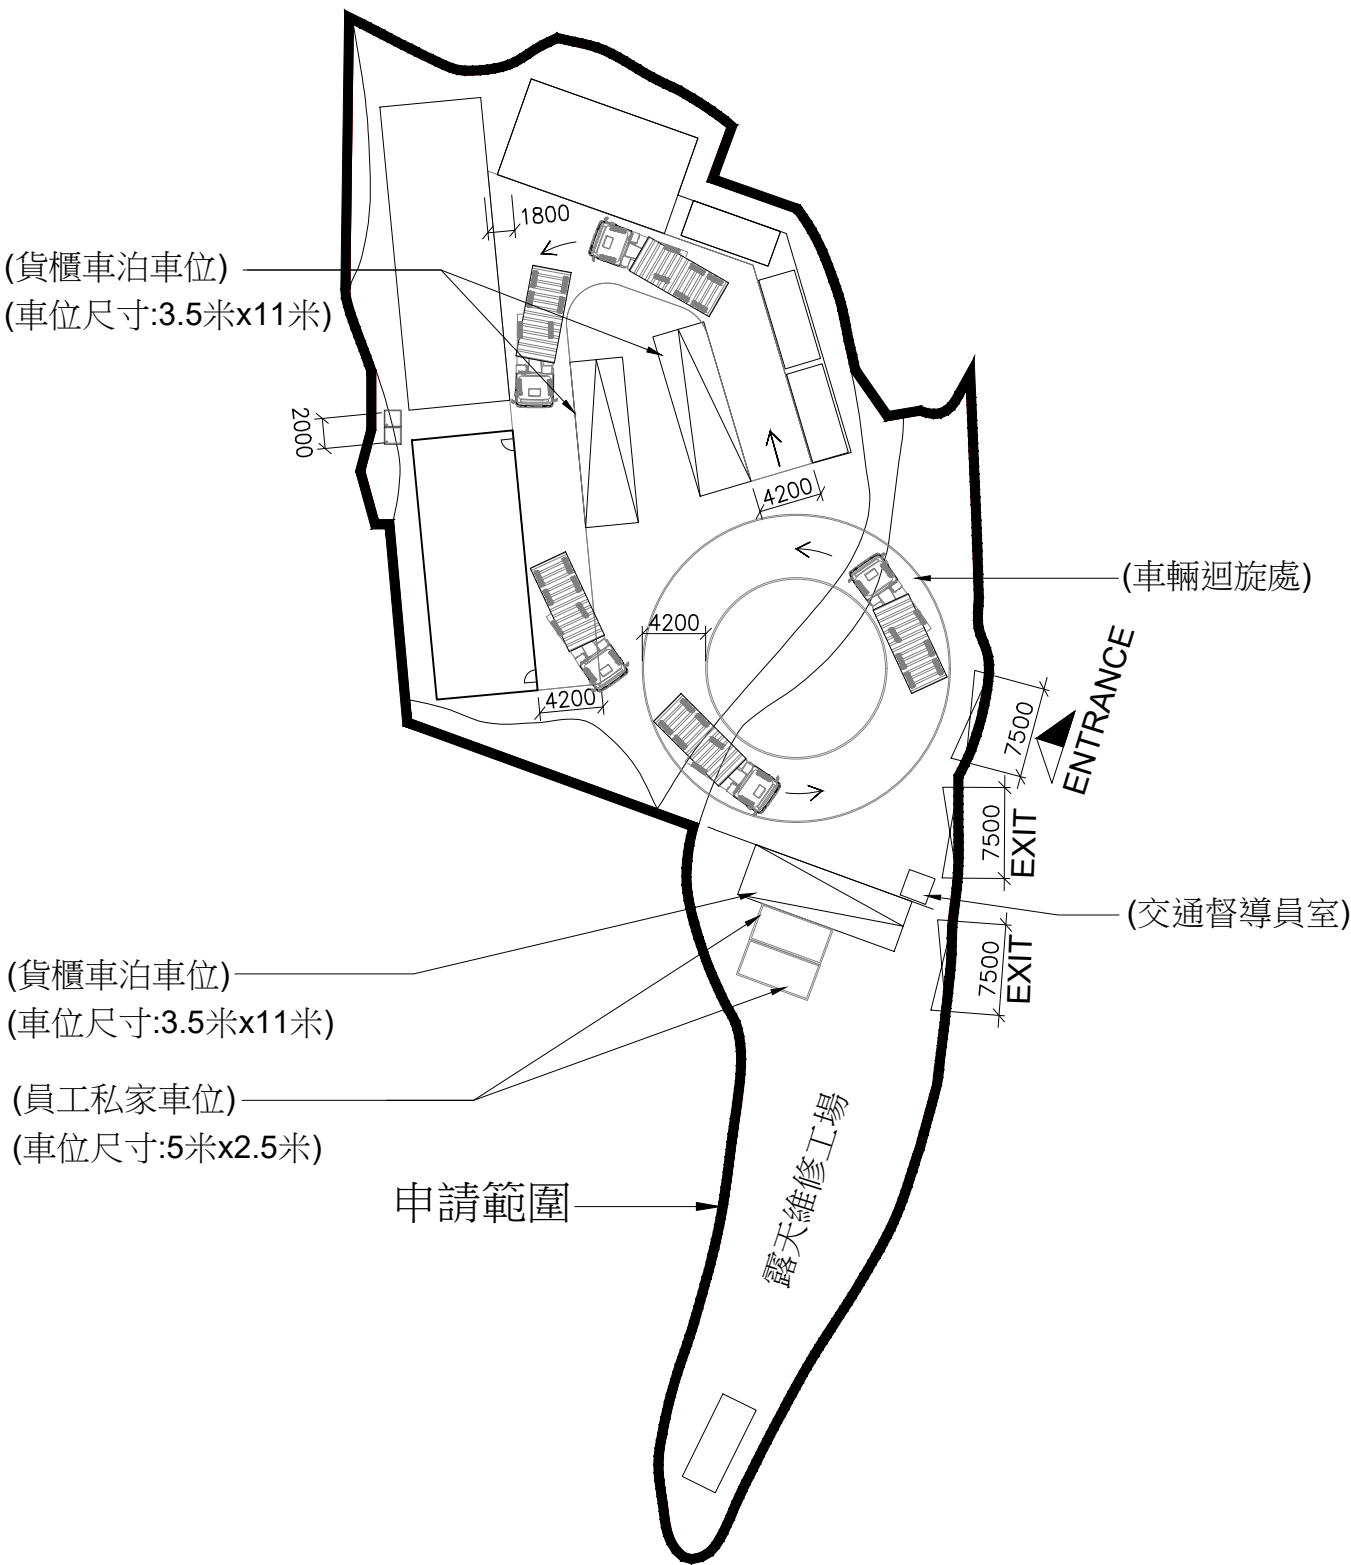 1800
(貨櫃車泊車位)
(車位尺寸:3.5米x11米)
2000
4200
(車輛迴旋處)
4200
4200
7500
ENTRANCE
7500
EXIT
(交通督導員室)
7500
EXIT
(貨櫃車泊車位)
(車位尺寸:3.5米x11米)
(員工私家車位)
(車位尺寸:5米x2.5米)
申請範圍
露天維修工場